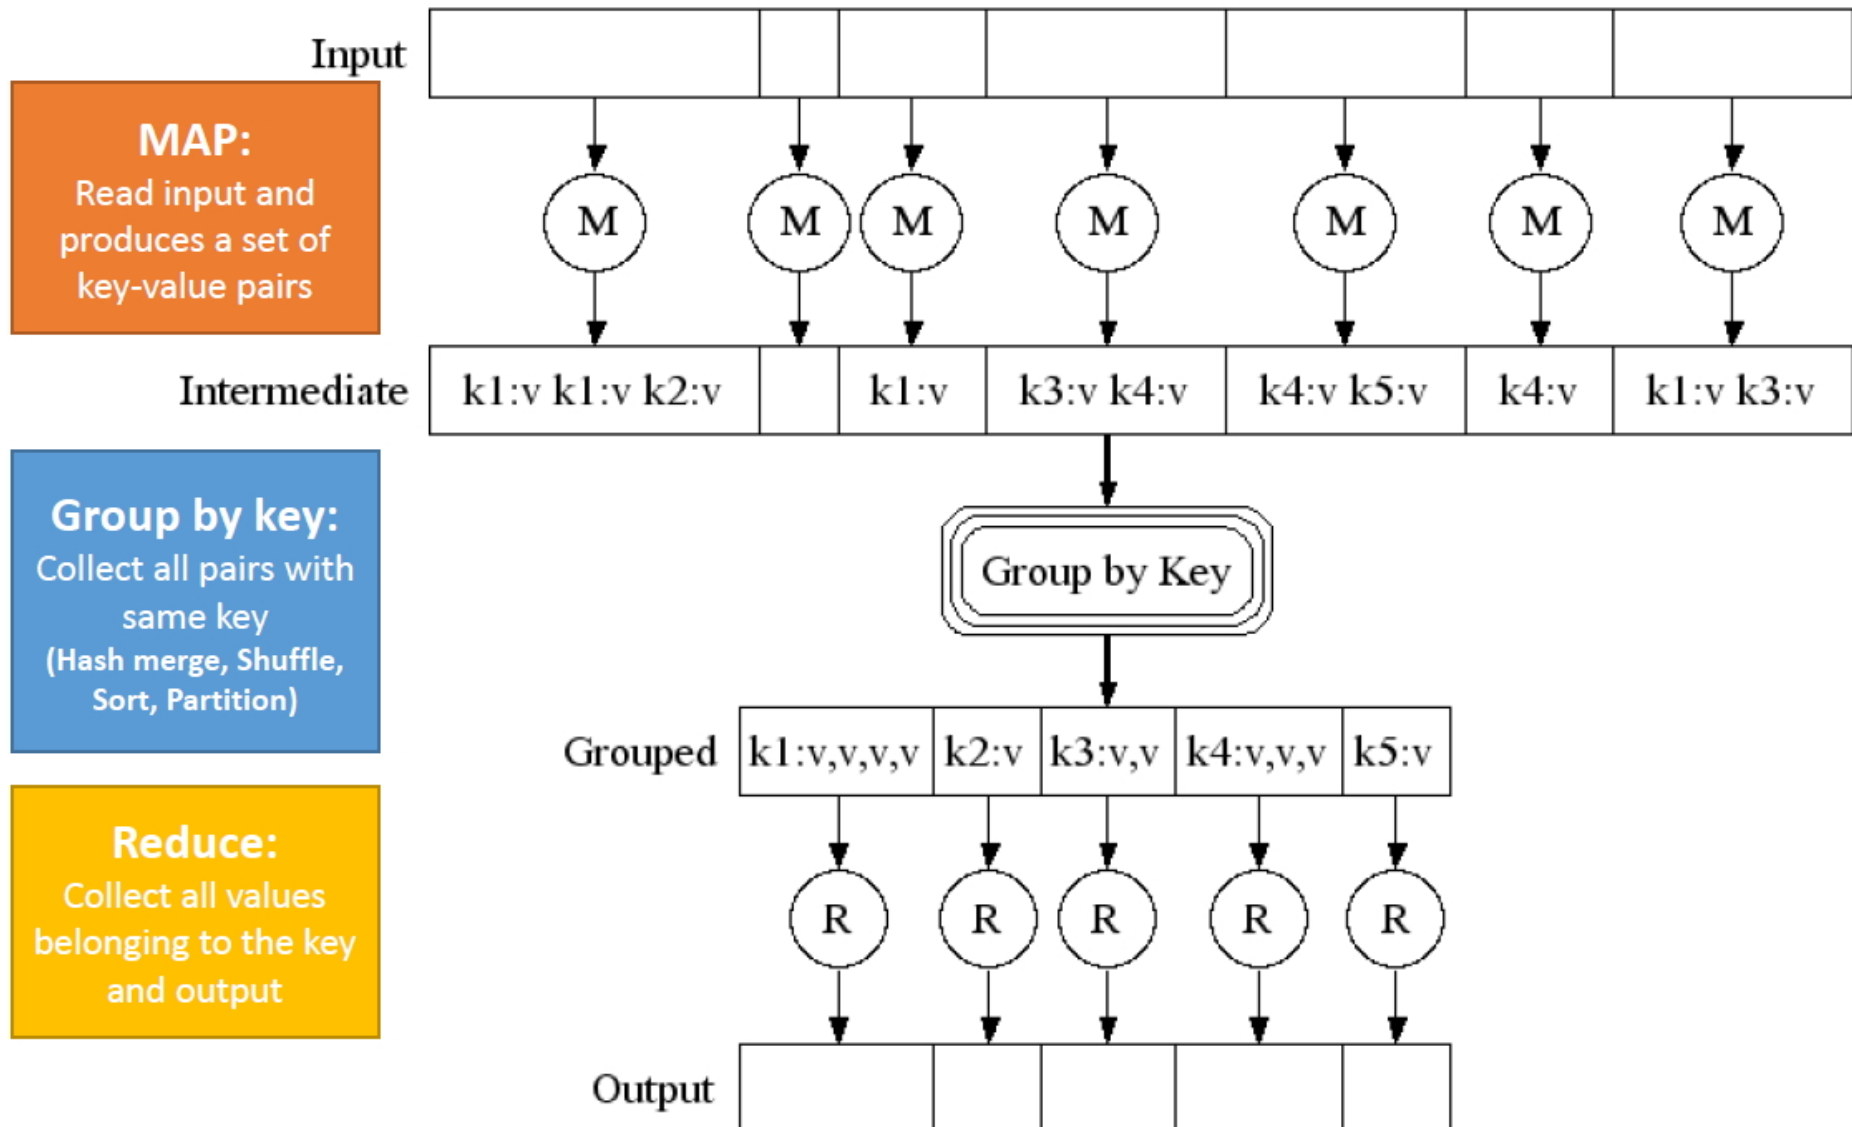 Input
MAP:
Read input and
produces a set of
key-value pairs
M M M M M M M
Intermediate
k1:v k1:v k2:v k1:v k3:v k4:v k4:v k5:v k4:v k1:v k3:v
Group by key:
Collect all pairs with
same key
(Hash merge, Shuffle,
Sort, Partition)
Group by Key
Grouped
k1:v,v,v,v k2:v k3:v,v k4:v,v,v k5:v
Reduce:
Collect all values
belonging to the key
and output
R R R R R
Output